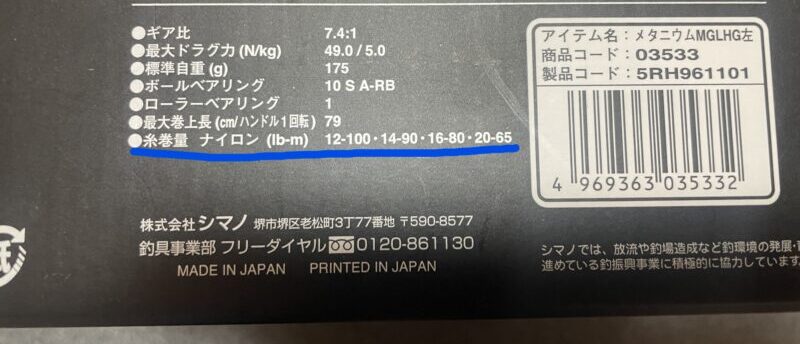 ●ギア比 7.4:1
●最大ドラグ力 (N/kg) 49.0 / 5.0
●標準自重 (g) 175
●ボールベアリング 10 S A-RB
●ローラーベアリング 1
●最大巻上長 (cm/ハンドル1回転) 79
●糸巻量 ナイロン (lb-m) 12-100・14-90・16-80・20-65
アイテム名: メタニウムMGLHG左
商品コード: 03533
製品コード: 5RH961101
4 969363 035332
株式会社 シマノ 堺市堺区老松町3丁77番地 〒590-8577
釣具事業部 フリーダイヤル 0120-861130
MADE IN JAPAN PRINTED IN JAPAN
シマノでは、放流や釣場造成など釣環境の発展・
進めている釣振興事業に積極的に協力しています
紙